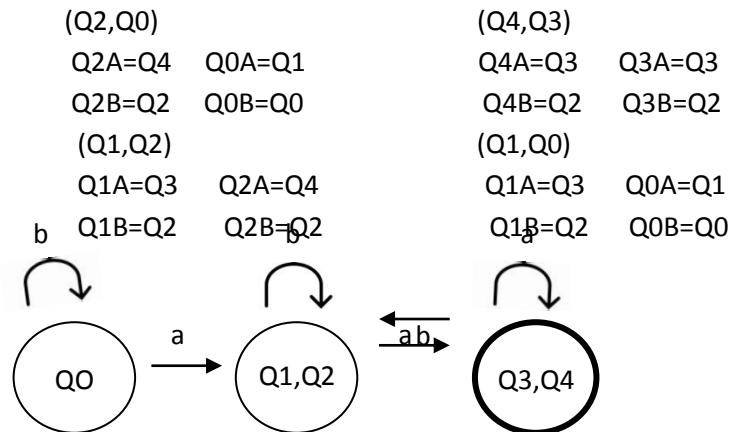 (Q2,Q0)
Q2A=Q4 Q0A=Q1
Q2B=Q2 Q0B=Q0
(Q1,Q2)
Q1A=Q3 Q2A=Q4
Q1B=Q2 Q2B=Q2
(Q4,Q3)
Q4A=Q3 Q3A=Q3
Q4B=Q2 Q3B=Q2
(Q1,Q0)
Q1A=Q3 Q0A=Q1
Q1B=Q2 Q0B=Q0
b b a
a ab
QO Q1,Q2 Q3,Q4